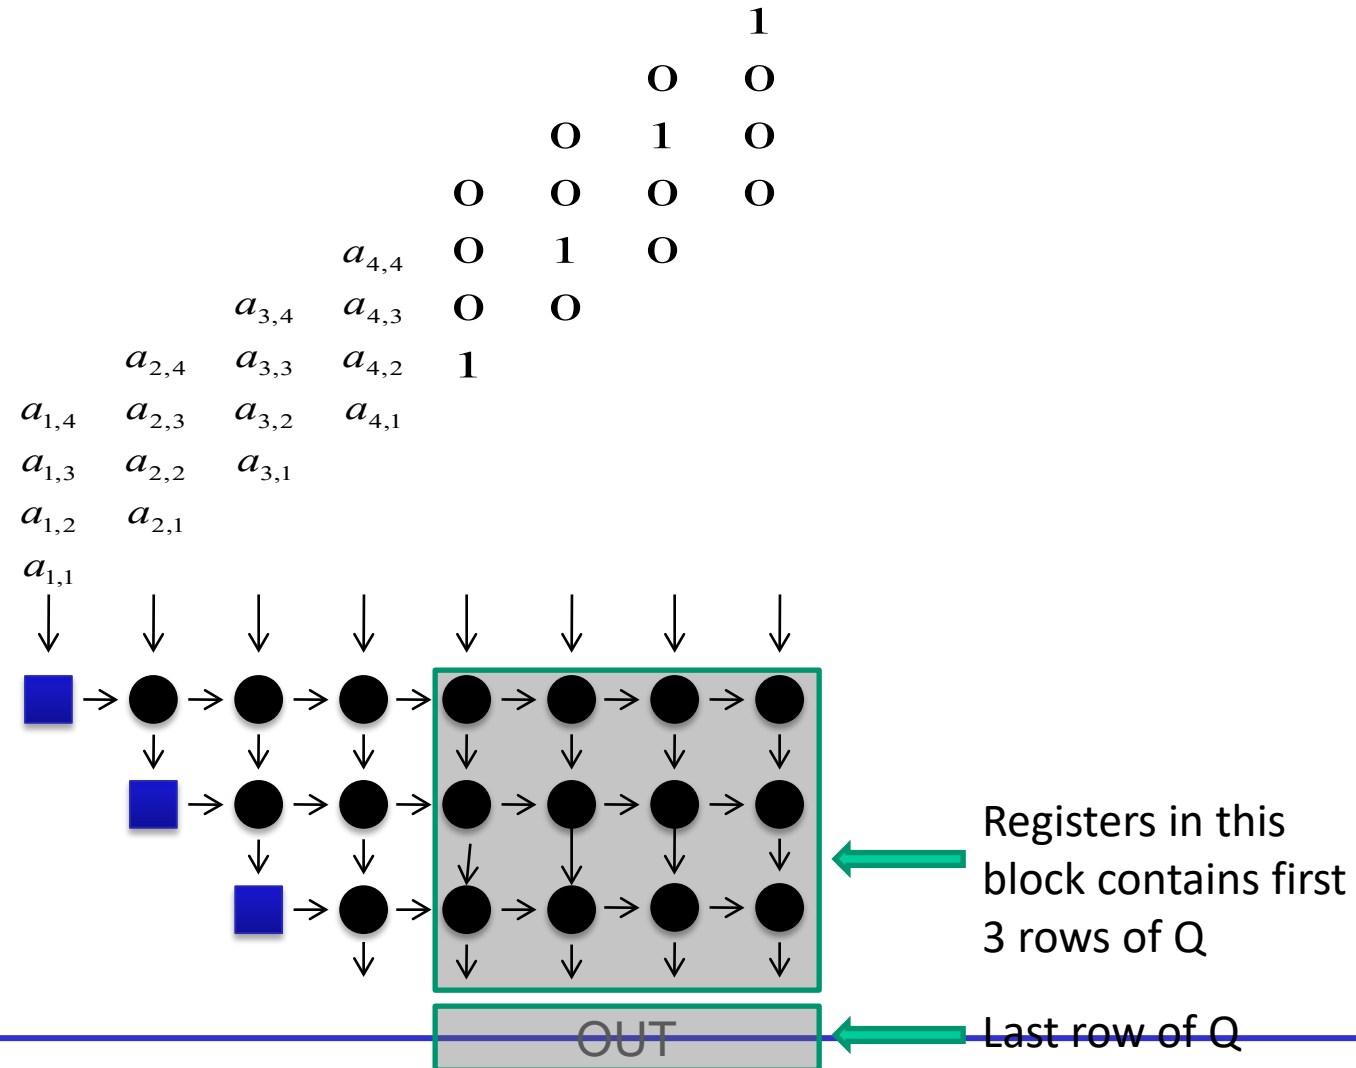 1
0 0
0 1 0
0 0 0 0
a4,4 0 1 0
a3,4 a4,3 0 0
a2,4 a3,3 a4,2 1
a1,4 a2,3 a3,2 a4,1
a1,3 a2,2 a3,1
a1,2 a2,1
a1,1
Registers in this
block contains first
3 rows of Q
OUT
Last row of Q